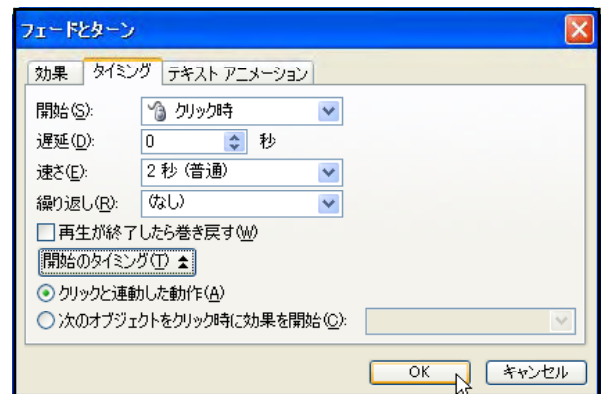 フェードとターン
効果 タイミング テキスト アニメーション
開始(S): クリック時
遅延(D): 0 秒
速さ(E): 2 秒 (普通)
繰り返し(R): (なし)
再生が終了したら巻き戻す(W)
開始のタイミング(T)
クリックと連動した動作(A)
次のオブジェクトをクリック時に効果を開始(C):
OK キャンセル